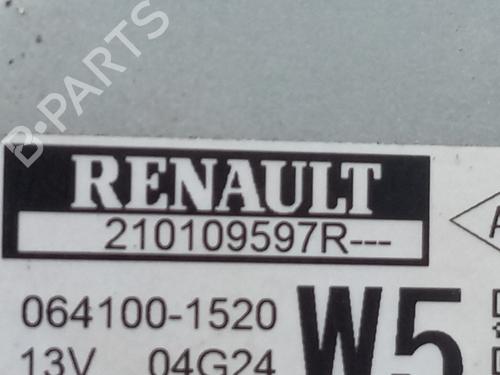 B-PARTS
RENAULT
210109597R---
064100-1520
W5
13V 04G24